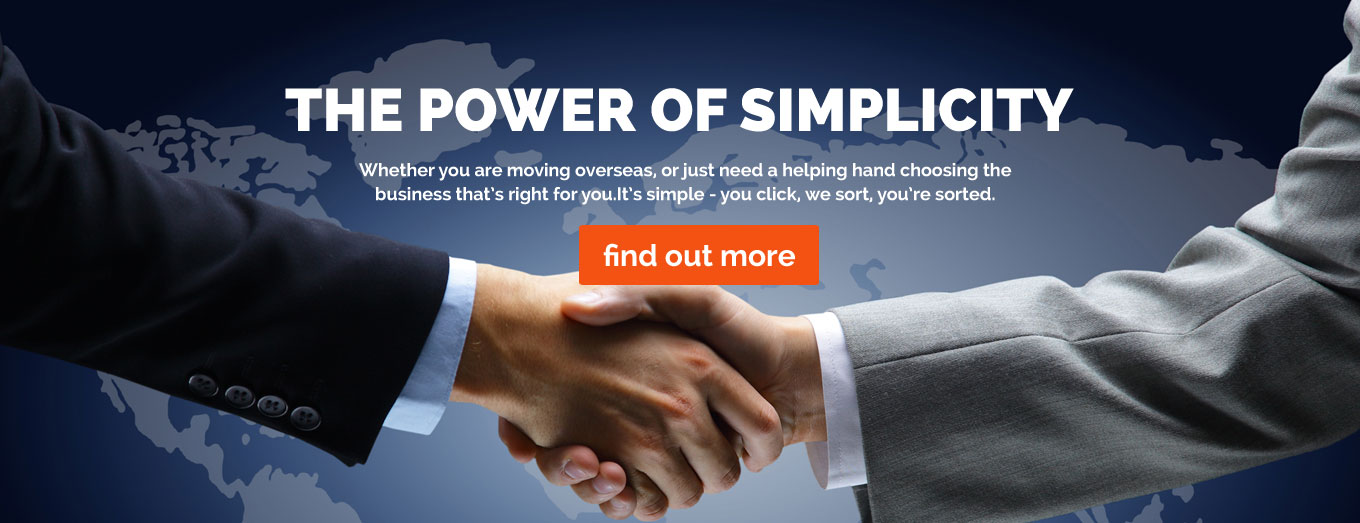 THE POWER OF SIMPLICITY
Whether you are moving overseas, or just need a helping hand choosing the
business that's right for you.It's simple - you click, we sort, you're sorted.
find out more